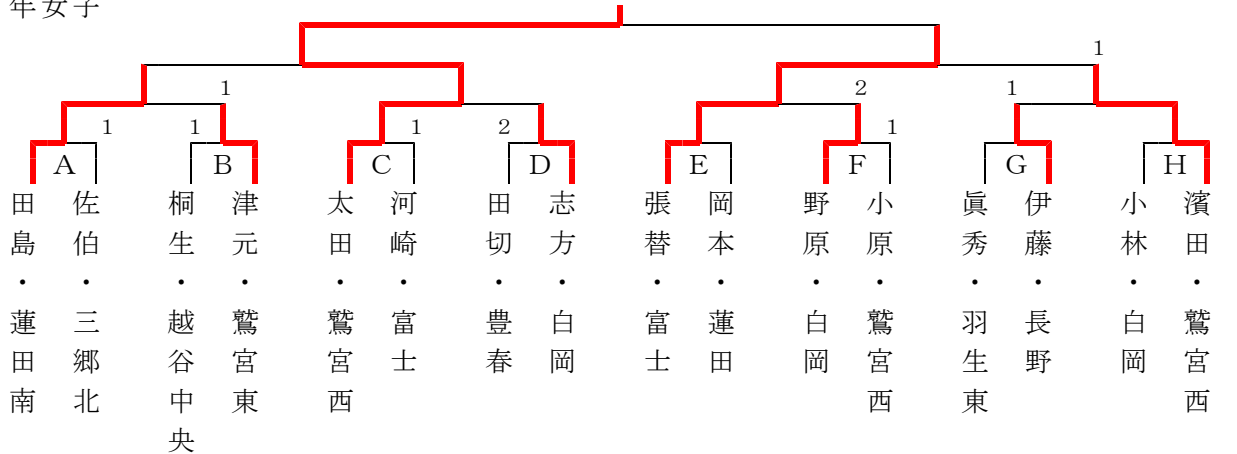 年女子
1
1
2
1
1
1
1
2
1
A
B
C
D
E
F
G
H
田島・蓮田南
佐伯・三郷北
桐生・越谷中央
津元・鷲宮東
太田・鷲宮西
河崎・富士
田切・豊春
志方・白岡
張替・富士
岡本・蓮田
野原・白岡
小原・鷲宮西
眞秀・羽生東
伊藤・長野
小林・白岡
濱田・鷲宮西